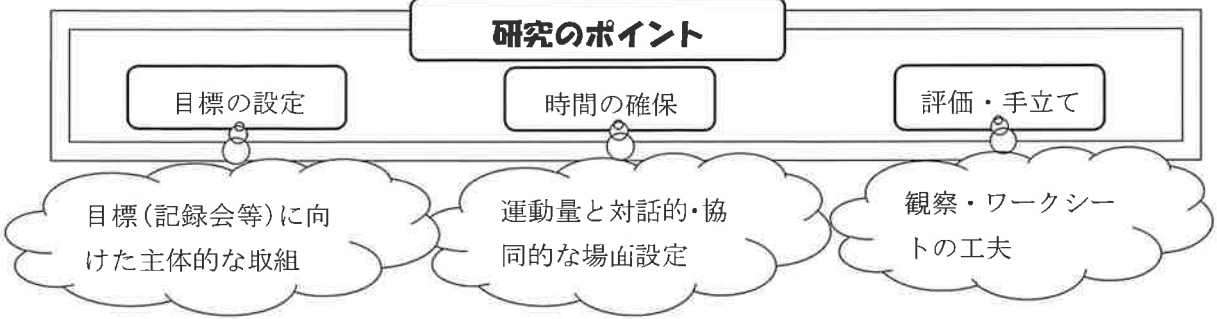 研究のポイント
目標の設定
時間の確保
評価・手立て
目標(記録会等)に向
けた主体的な取組
運動量と対話的・協
同的な場面設定
観察・ワークシー
トの工夫